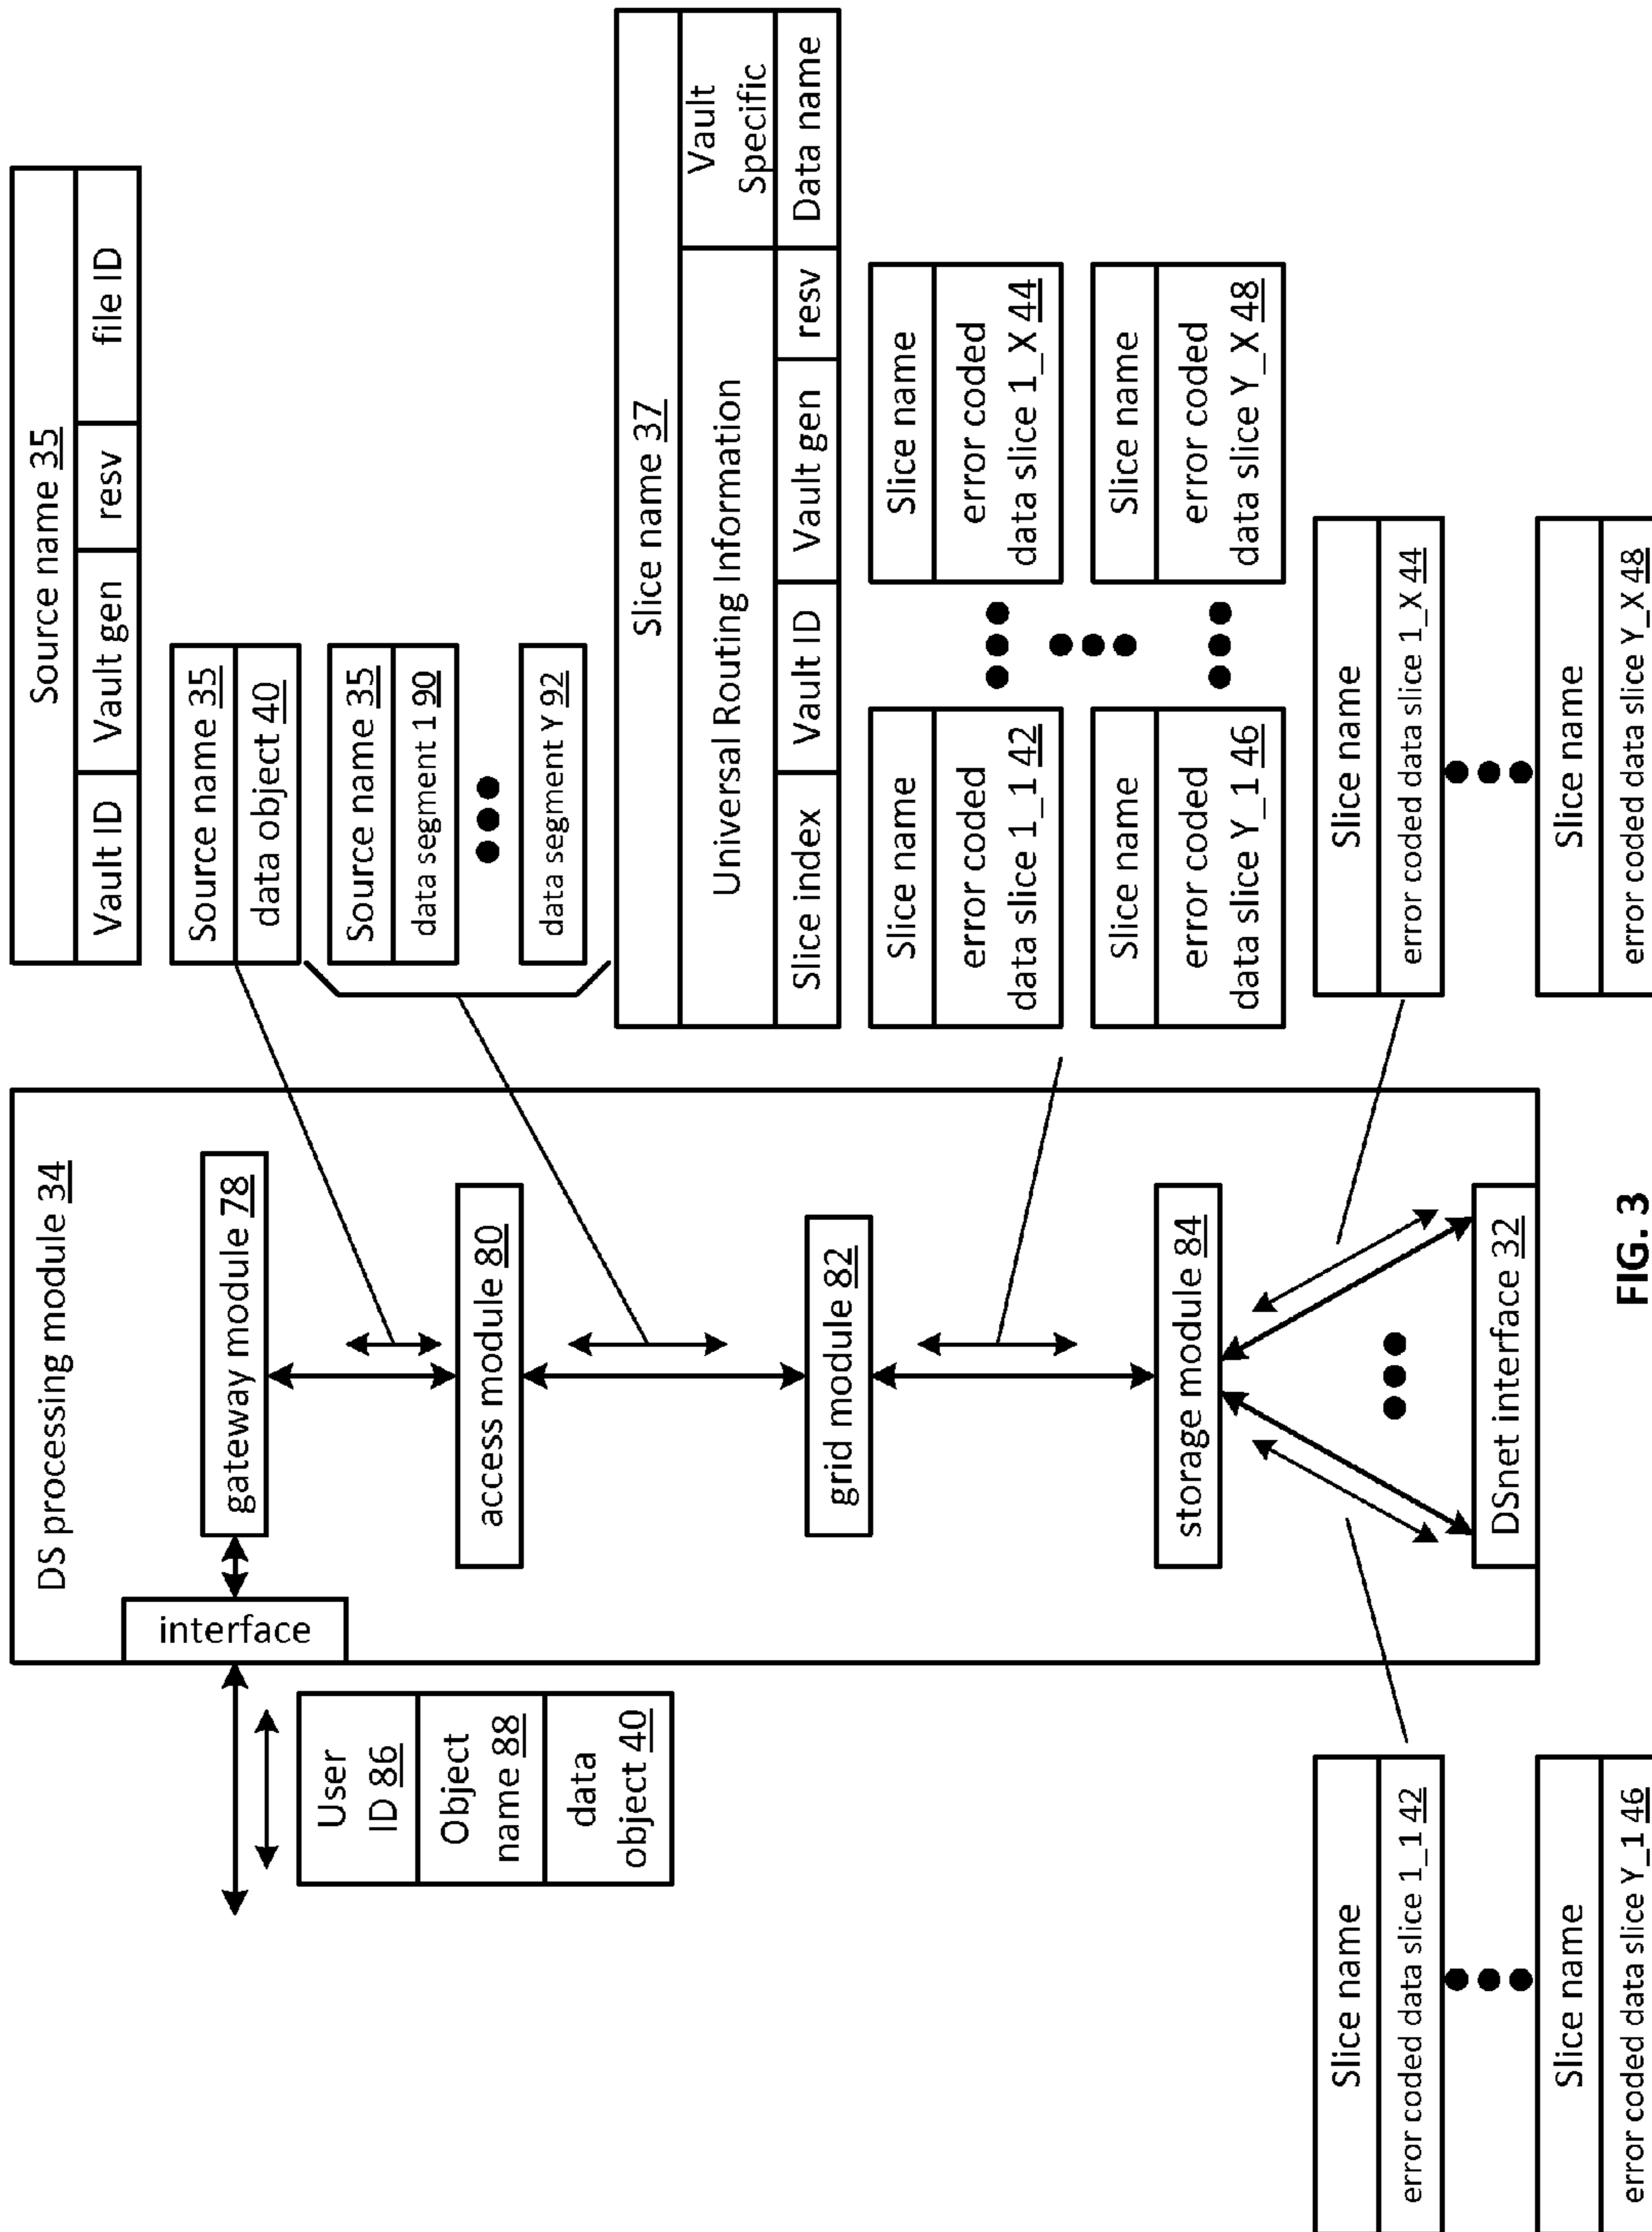 DS processing module 34
interface
gateway module 78
access module 80
grid module 82
storage module 84
DSnet interface 32
User
ID 86
Object
name 88
data
object 40
Source name 35
Vault ID
Vault gen
resv
file ID
Source name 35
data object 40
Source name 35
data segment 1 90
data segment Y 92
Slice name 37
Universal Routing Information
Vault
Specific
Slice index
Vault ID
Vault gen
resv
Data name
Slice name
error coded
data slice 1_1 42
Slice name
error coded
data slice 1_X 44
Slice name
error coded
data slice Y_1 46
Slice name
error coded
data slice Y_X 48
Slice name
error coded data slice 1_1 42
Slice name
error coded data slice Y_1 46
Slice name
error coded data slice 1_X 44
Slice name
error coded data slice Y_X 48
FIG. 3